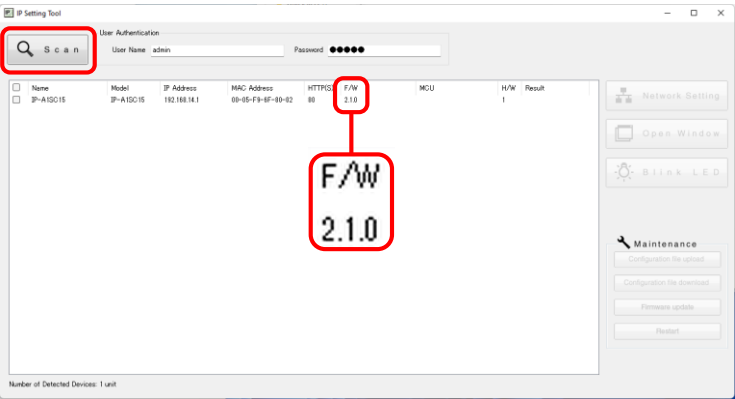 IP Setting Tool
User Authentication
Scan
User Name admin
Password ●●●●●
Name Model IP Address MAC Address HTTP(S) F/W MCU H/W Result
IP-A1SC15 IP-A1SC15 192.168.14.1 00-05-F9-6F-00-02 80 2.1.0 1
F/W
2.1.0
Network Setting
Open Window
Blink LED
Maintenance
Configuration file upload
Configuration file download
Firmware update
Restart
Number of Detected Devices: 1 unit